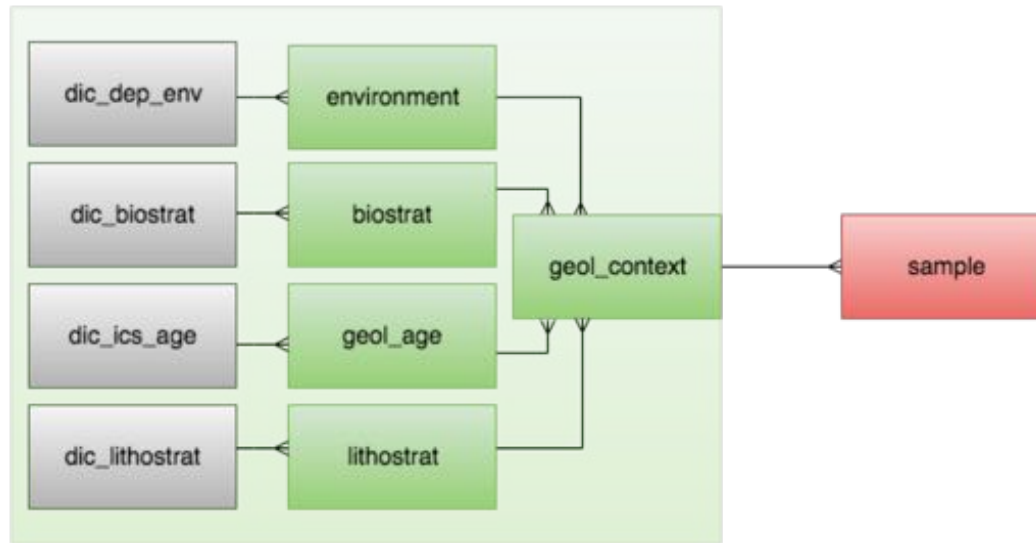 dic_dep_env
environment
dic_biostrat
biostrat
geol_context
sample
dic_ics_age
geol_age
dic_lithostrat
lithostrat